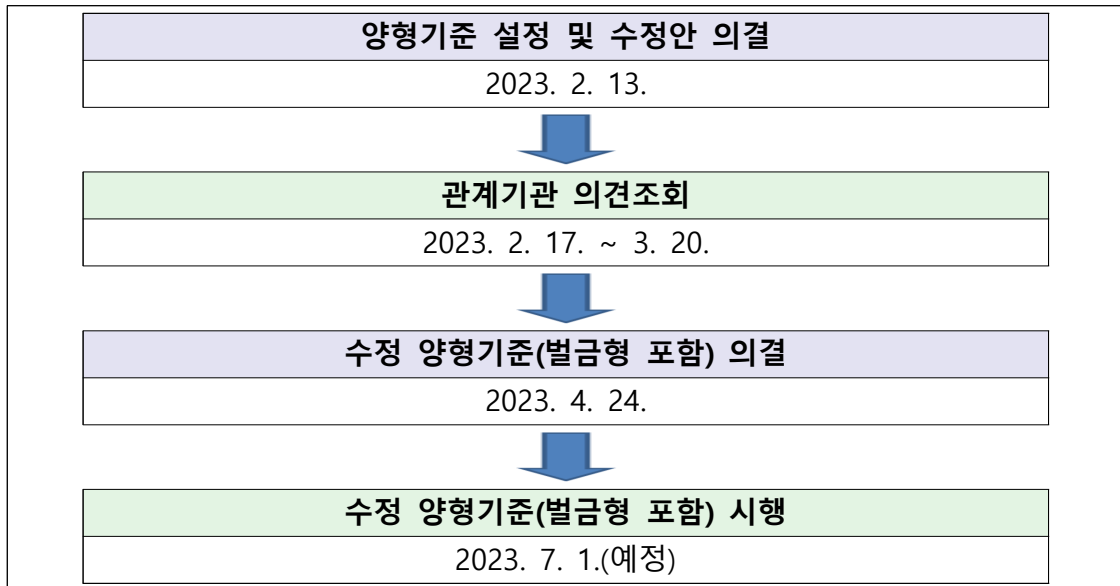 양형기준 설정 및 수정안 의결
2023. 2. 13.
관계기관 의견조회
2023. 2. 17. ~ 3. 20.
수정 양형기준(벌금형 포함) 의결
2023. 4. 24.
수정 양형기준(벌금형 포함) 시행
2023. 7. 1.(예정)